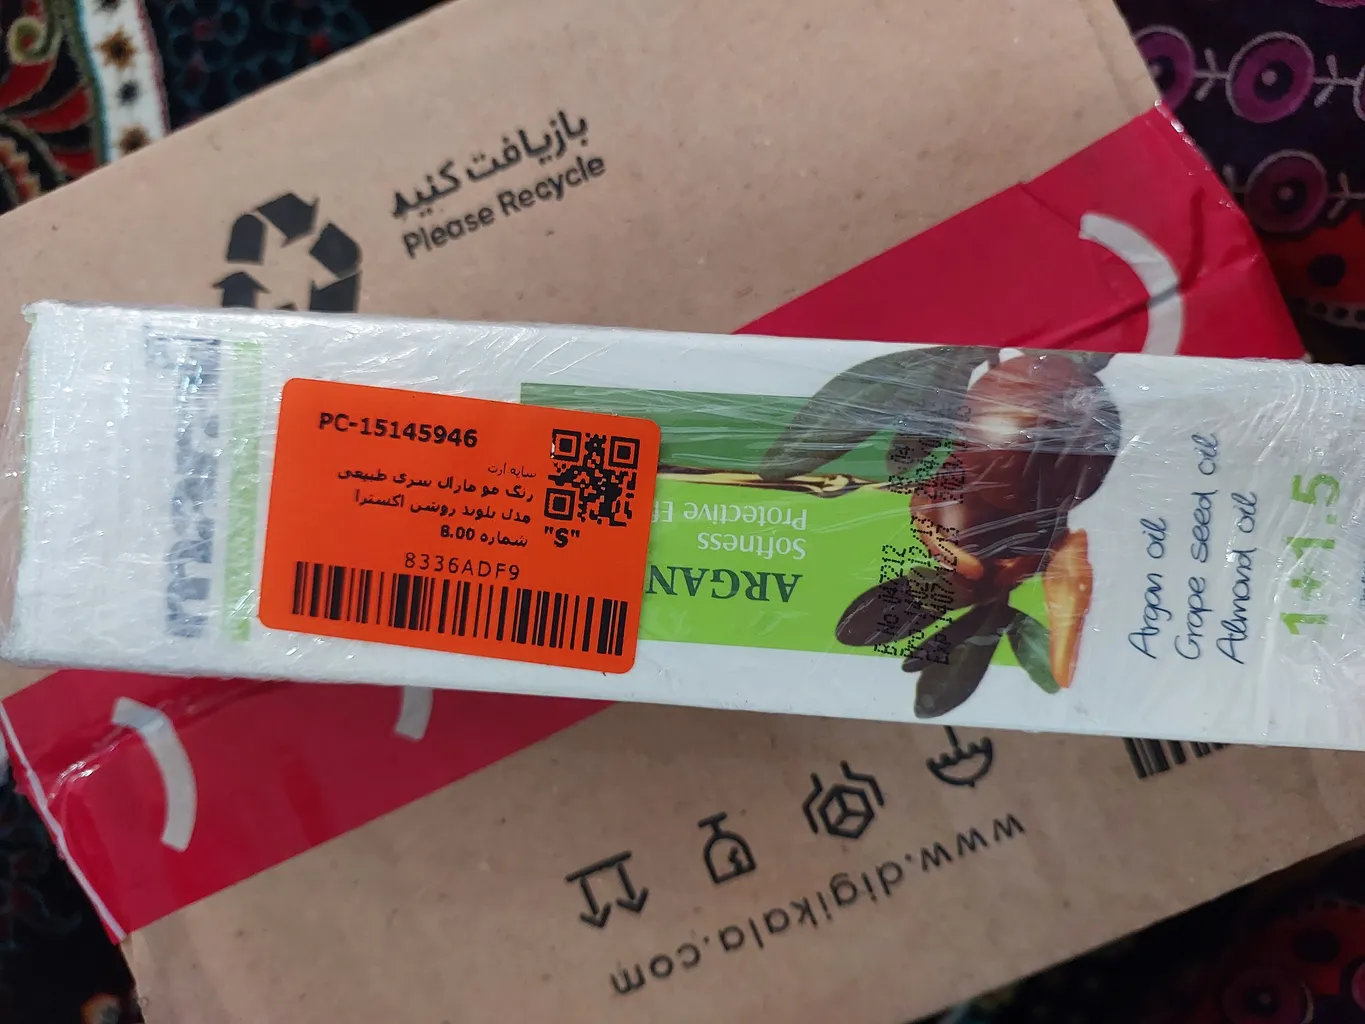 بازیافت کنید
Please Recycle
PC-15145946
سایه آرت
رنگ مو مارال سری طبیعی
مدل بلوند روشن اکسترا
شماره 8.00
"S"
8336ADF9
ARGAN
Softness
Protective
Argan oil
Grape seed oil
Almond oil
1+1.5
www.digikala.com